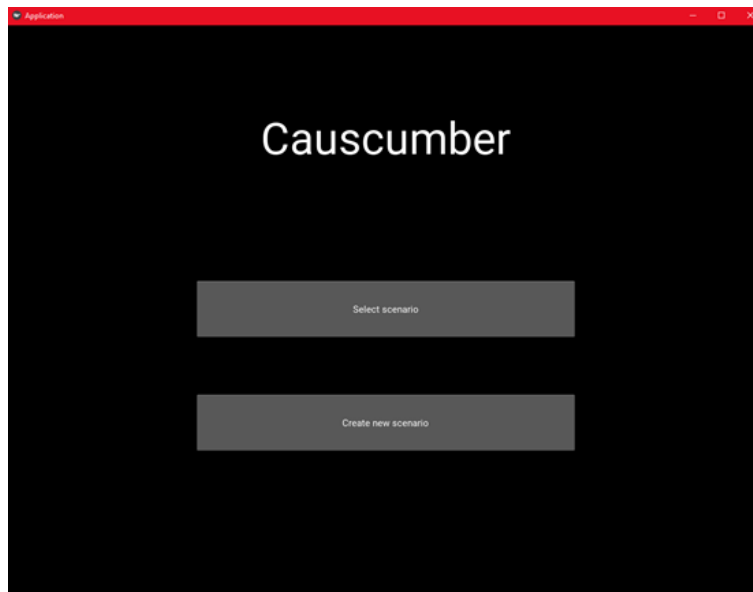 Application
Causcumber
Select scenario
Create new scenario